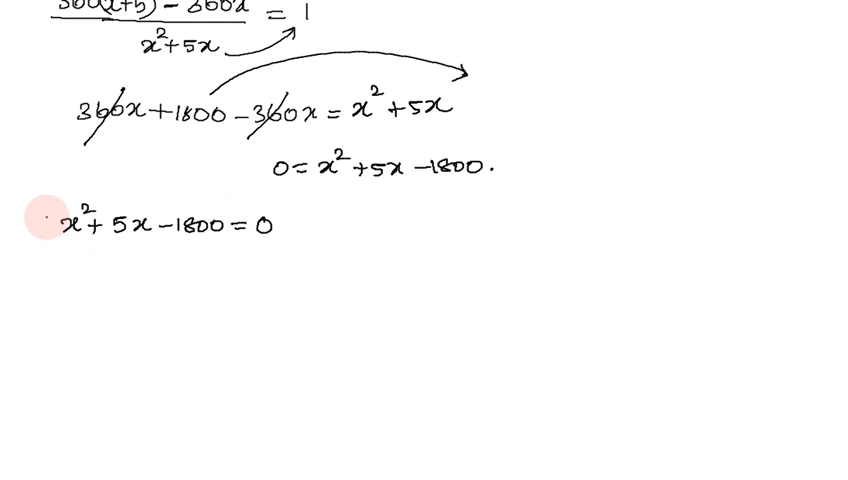 360(x+5) - 360x
= 1
x²+5x
360x+1800 - 360x = x² + 5x
0 = x² + 5x - 1800.
x² + 5x - 1800 = 0